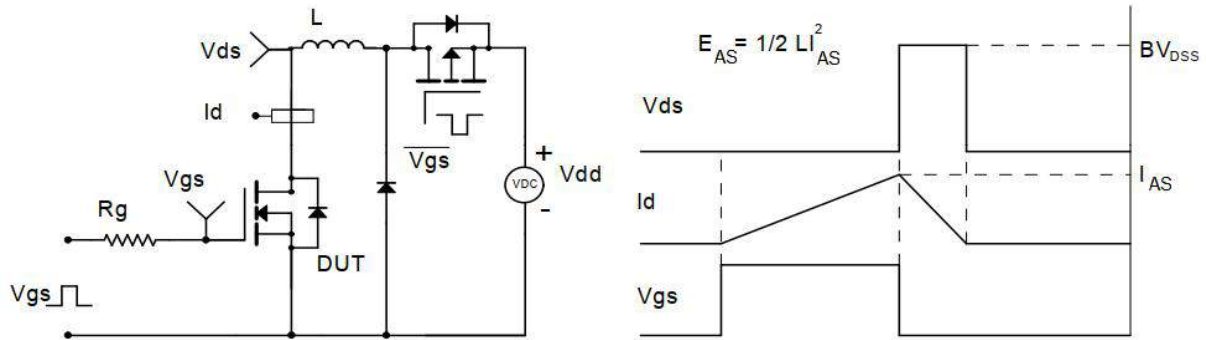 L
Vds
Id
Vgs
Vgs
Rg
DUT
Vgs
VDC
+
Vdd
-
E_AS = 1/2 LI²_AS
BV_DSS
Vds
I_AS
Id
Vgs